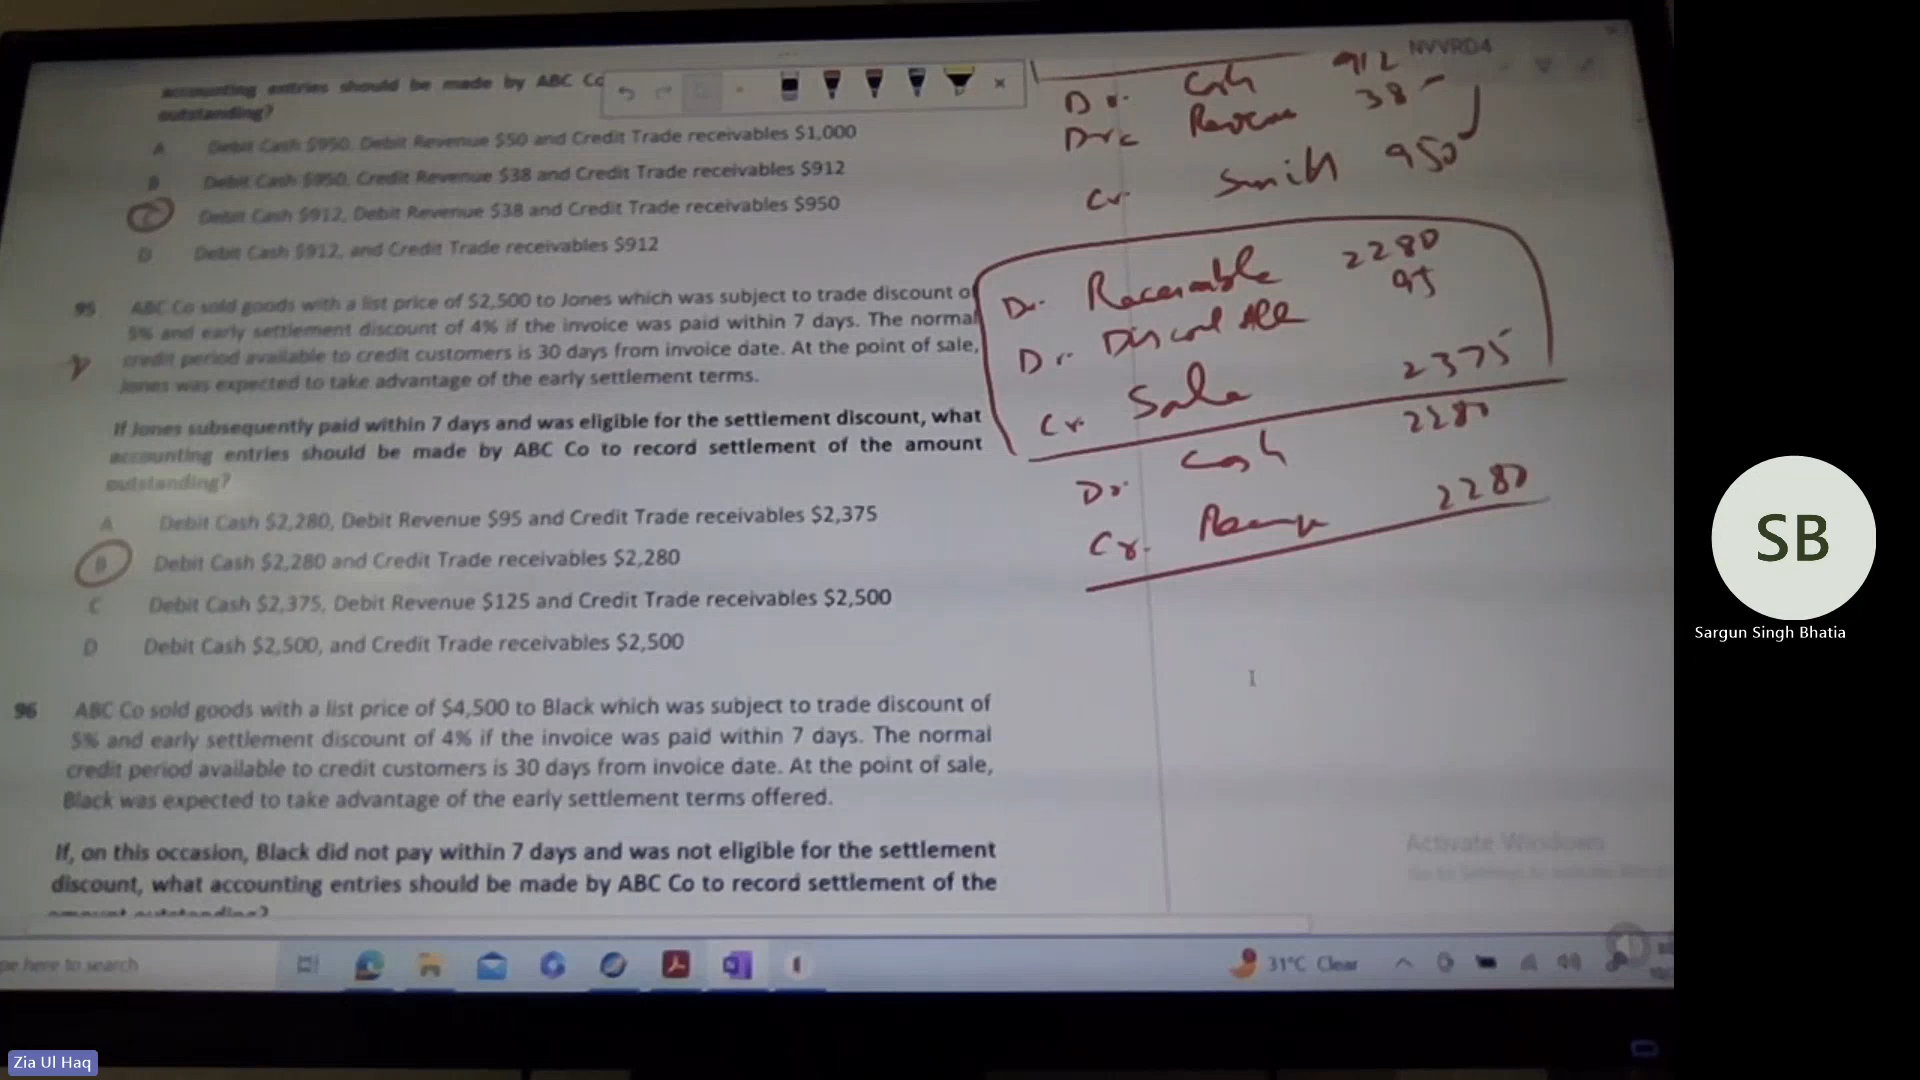 accounting entries should be made by ABC Co
outstanding?
A Debit Cash $950, Debit Revenue $50 and Credit Trade receivables $1,000
B Debit Cash $950, Credit Revenue $38 and Credit Trade receivables $912
C Debit Cash $912, Debit Revenue $38 and Credit Trade receivables $950
D Debit Cash $912, and Credit Trade receivables $912
95 ABC Co sold goods with a list price of $2,500 to Jones which was subject to trade discount of
5% and early settlement discount of 4% if the invoice was paid within 7 days. The normal
credit period available to credit customers is 30 days from invoice date. At the point of sale,
Jones was expected to take advantage of the early settlement terms.
If Jones subsequently paid within 7 days and was eligible for the settlement discount, what
accounting entries should be made by ABC Co to record settlement of the amount
outstanding?
A Debit Cash $2,280, Debit Revenue $95 and Credit Trade receivables $2,375
B Debit Cash $2,280 and Credit Trade receivables $2,280
C Debit Cash $2,375, Debit Revenue $125 and Credit Trade receivables $2,500
D Debit Cash $2,500, and Credit Trade receivables $2,500
96 ABC Co sold goods with a list price of $4,500 to Black which was subject to trade discount of
5% and early settlement discount of 4% if the invoice was paid within 7 days. The normal
credit period available to credit customers is 30 days from invoice date. At the point of sale,
Black was expected to take advantage of the early settlement terms offered.
If, on this occasion, Black did not pay within 7 days and was not eligible for the settlement
discount, what accounting entries should be made by ABC Co to record settlement of the
amount outstanding?
NVVRD4
Dr. Cash 912
Dr Revenue 38
Cr. Smith 950
Dr. Receivable 2280
Dr. Discount All 95
Cr. Sale 2375
Dr. Cash 2280
Cr. 2280
Activate Windows
pe here to search
31°C Clear
SB
Sargun Singh Bhatia
Zia Ul Haq